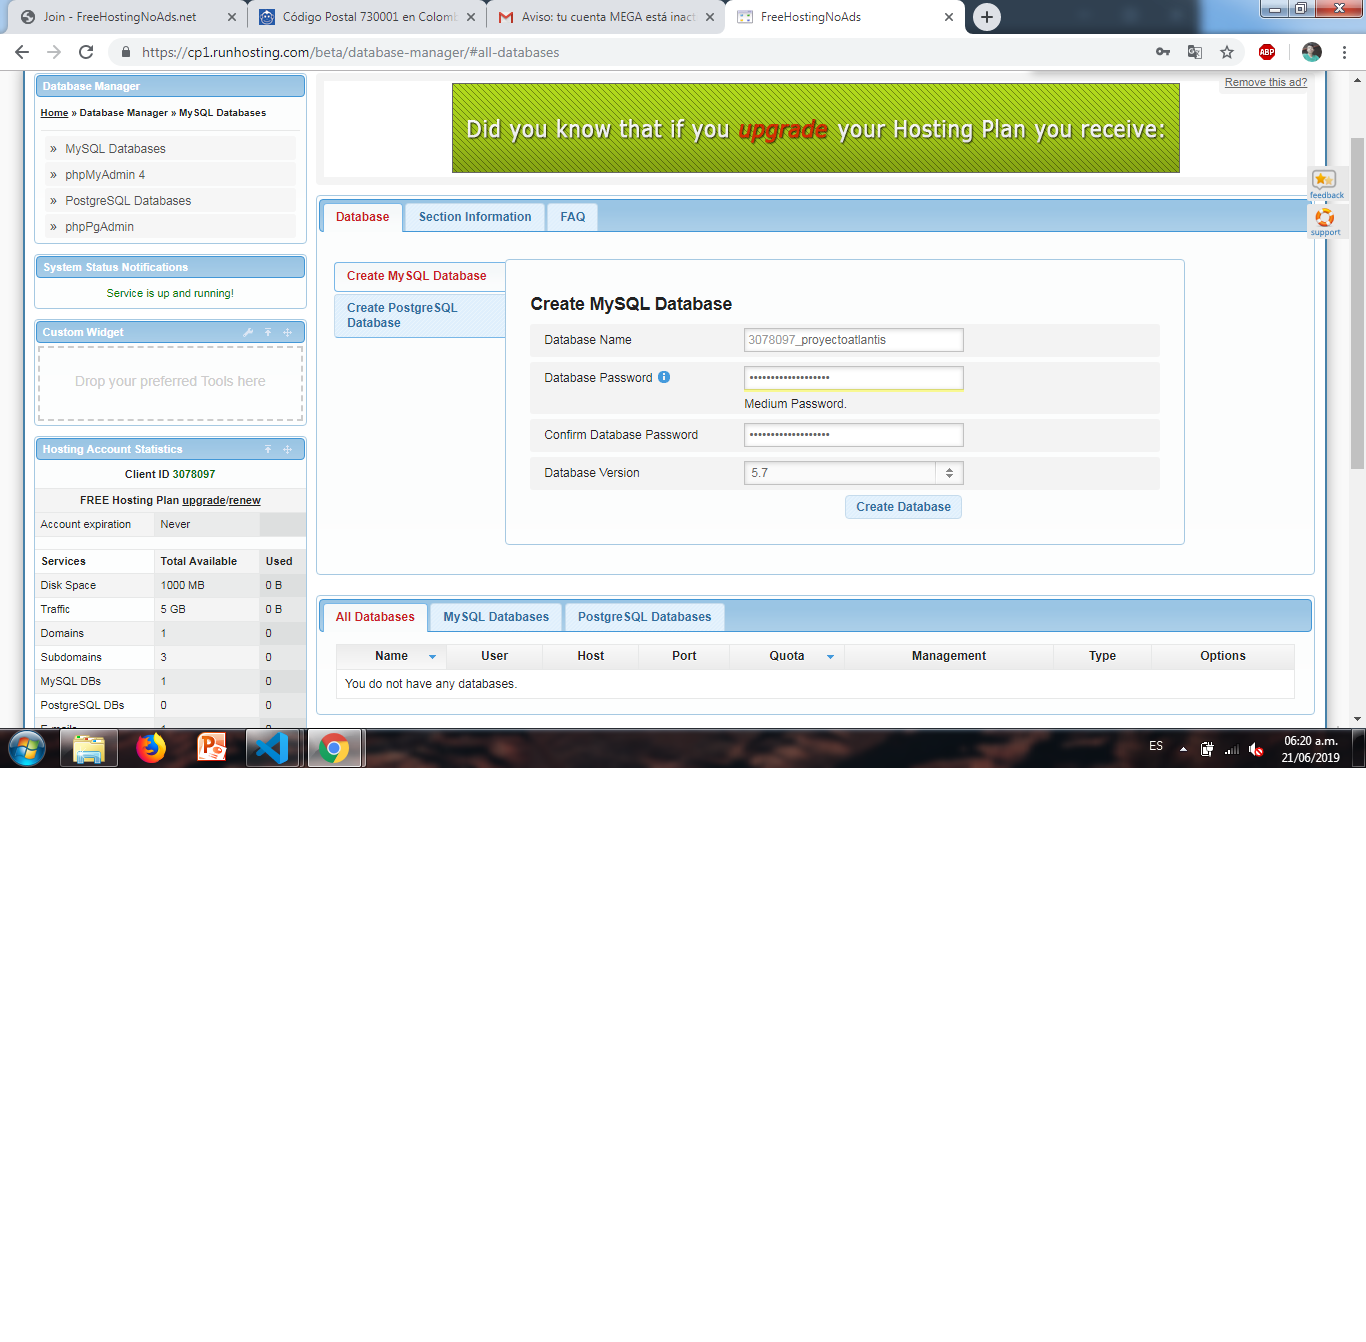 Join - FreeHostingNoAds.net
Código Postal 730001 en Colomb
Aviso: tu cuenta MEGA está inact
FreeHostingNoAds
https://cp1.runhosting.com/beta/database-manager/#all-databases
ABP
Database Manager
Home » Database Manager » MySQL Databases
» MySQL Databases
» phpMyAdmin 4
» PostgreSQL Databases
» phpPgAdmin
System Status Notifications
Service is up and running!
Custom Widget
Drop your preferred Tools here
Hosting Account Statistics
Client ID 3078097
FREE Hosting Plan upgrade/renew
Account expiration Never
Services Total Available Used
Disk Space 1000 MB 0 B
Traffic 5 GB 0 B
Domains 1 0
Subdomains 3 0
MySQL DBs 1 0
PostgreSQL DBs 0 0
E-mails 1 0
Remove this ad?
Did you know that if you upgrade your Hosting Plan you receive:
feedback
support
Database Section Information FAQ
Create MySQL Database
Create PostgreSQL
Database
Create MySQL Database
Database Name 3078097_proyectoatlantis
Database Password i •••••••••••••••••••
Medium Password.
Confirm Database Password •••••••••••••••••••
Database Version 5.7
Create Database
All Databases MySQL Databases PostgreSQL Databases
Name User Host Port Quota Management Type Options
You do not have any databases.
ES
06:20 a.m.
21/06/2019